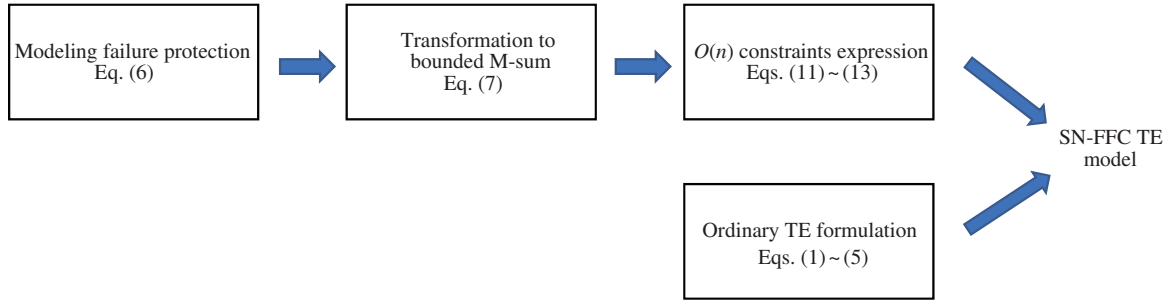 Modeling failure protection
Eq. (6)
Transformation to
bounded M-sum
Eq. (7)
O(n) constraints expression
Eqs. (11) ~ (13)
SN-FFC TE
model
Ordinary TE formulation
Eqs. (1) ~ (5)